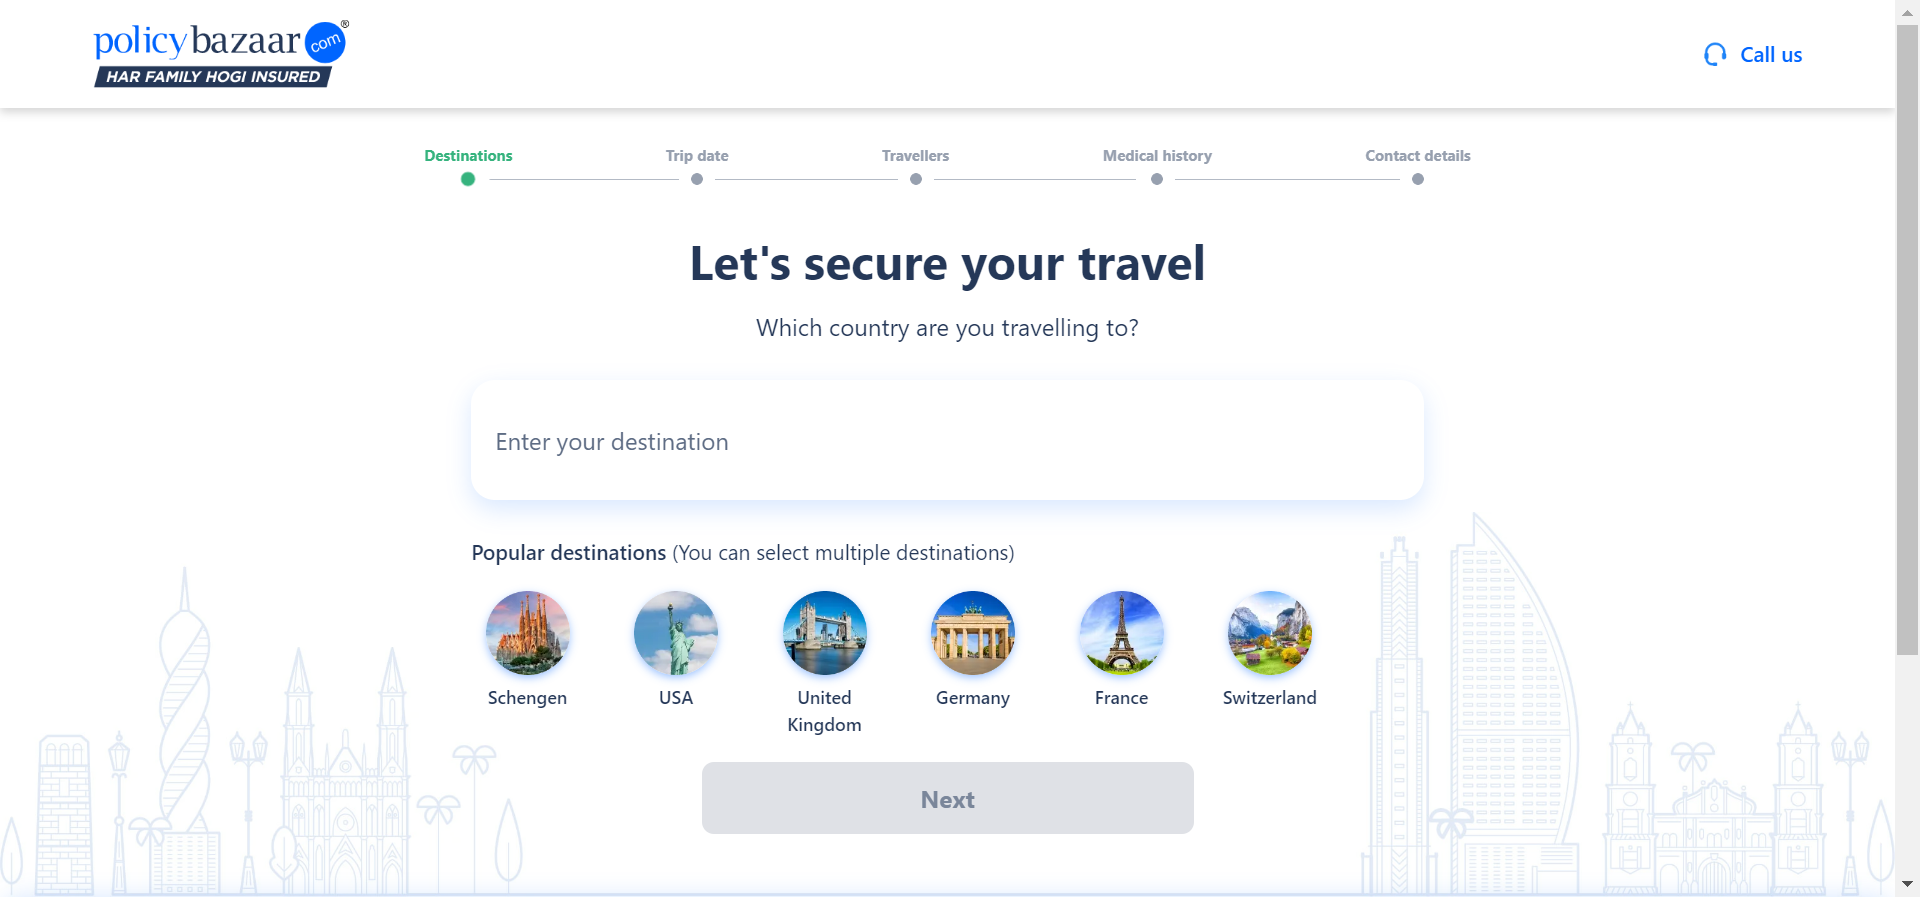 policybazaar com ®
HAR FAMILY HOGI INSURED
Call us
Destinations
Trip date
Travellers
Medical history
Contact details
Let's secure your travel
Which country are you travelling to?
Enter your destination
Popular destinations (You can select multiple destinations)
Schengen
USA
United
Kingdom
Germany
France
Switzerland
Next